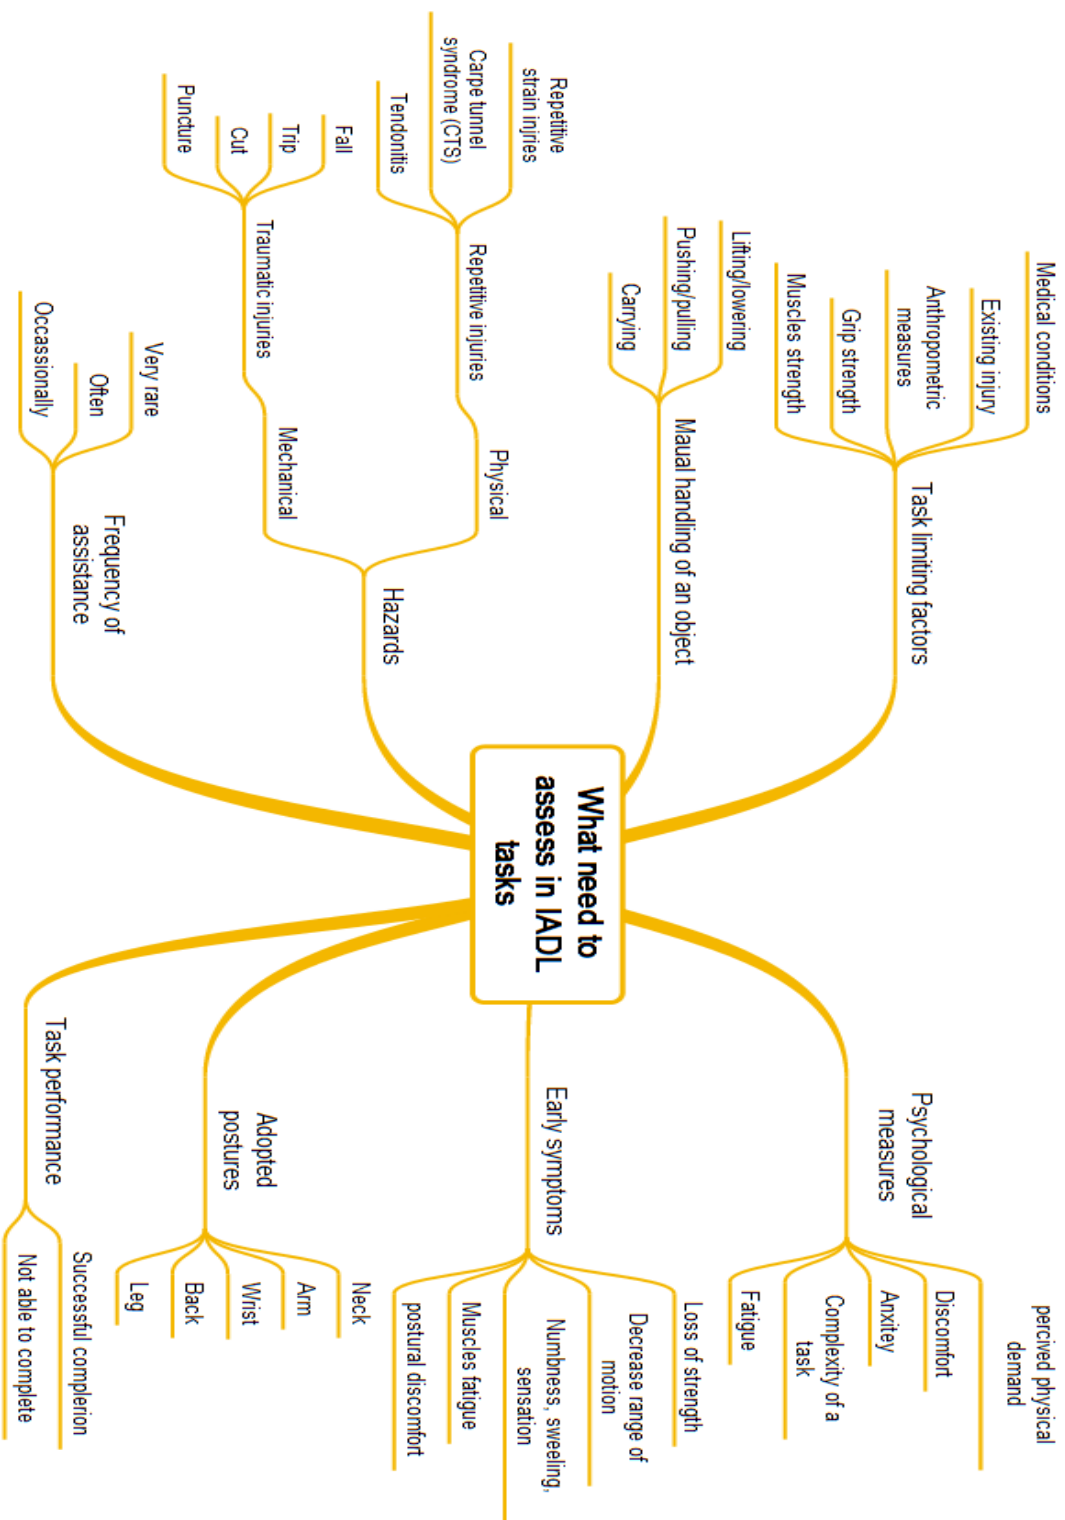 What need to
assess in IADL
tasks
Task limiting factors
Medical conditions
Existing injury
Anthropometric
measures
Grip strength
Muscles strength
Maual handling of an object
Lifting/lowering
Pushing/pulling
Carrying
Hazards
Physical
Repetitive injuries
Repetitive
strain injries
Carpe tunnel
syndrome (CTS)
Tendonitis
Mechanical
Traumatic injuries
Fall
Trip
Cut
Puncture
Frequency of
assistance
Very rare
Often
Occassionally
Psychological
measures
percived physical
demand
Discomfort
Anxitey
Complexity of a
task
Fatigue
Early symptoms
Loss of strength
Decrease range of
motion
Numbness, sweeling,
sensation
Muscles fatigue
postural discomfort
Adopted
postures
Neck
Arm
Wrist
Back
Leg
Task performance
Successful complerion
Not able to complete